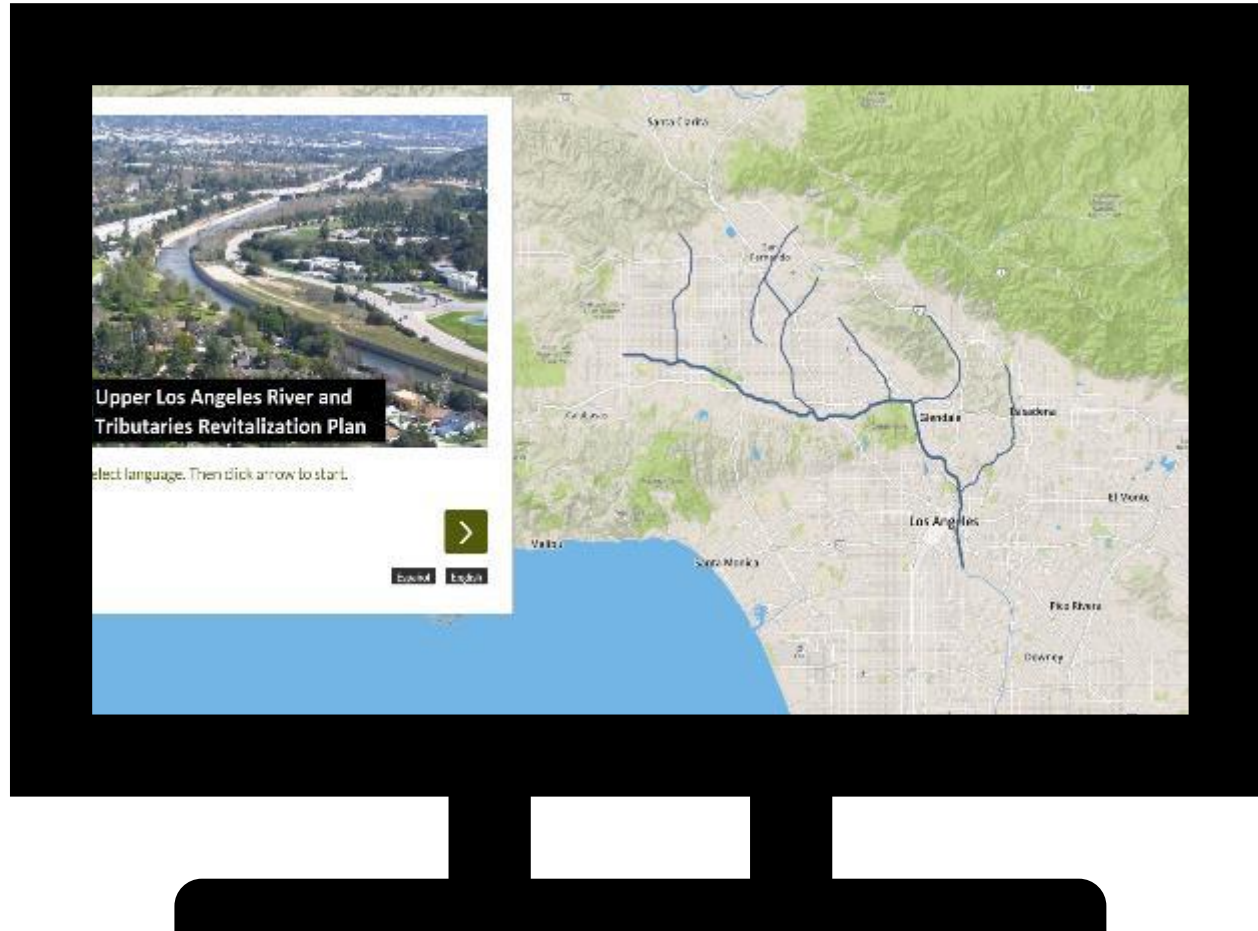 Upper Los Angeles River and
Tributaries Revitalization Plan
elect language. Then click arrow to start.
Español English
Santa Clarita
San
Fernando
Glendale
Pasadena
Los Angeles
El Monte
Malibu
Santa Monica
Pico Rivera
Downey